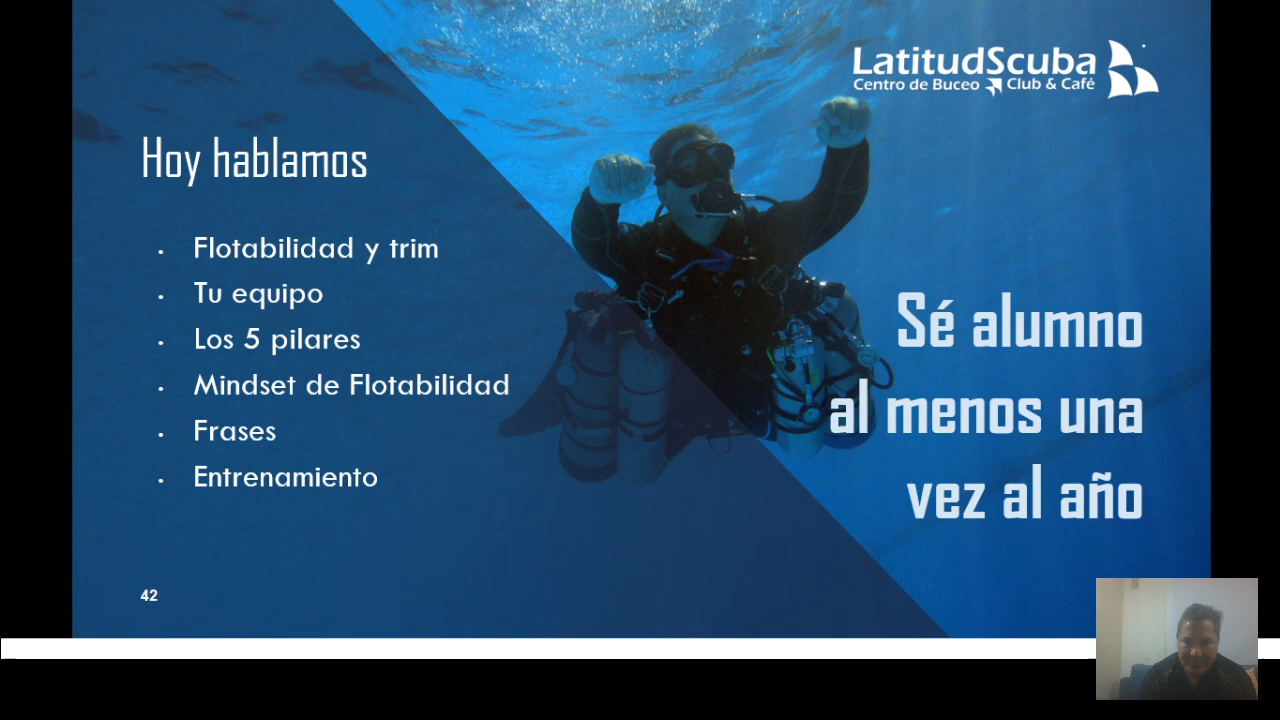 LatitudScuba
Centro de Buceo Club & Café
Hoy hablamos
Flotabilidad y trim
Tu equipo
Los 5 pilares
Mindset de Flotabilidad
Frases
Entrenamiento
Sé alumno
al menos una
vez al año
42